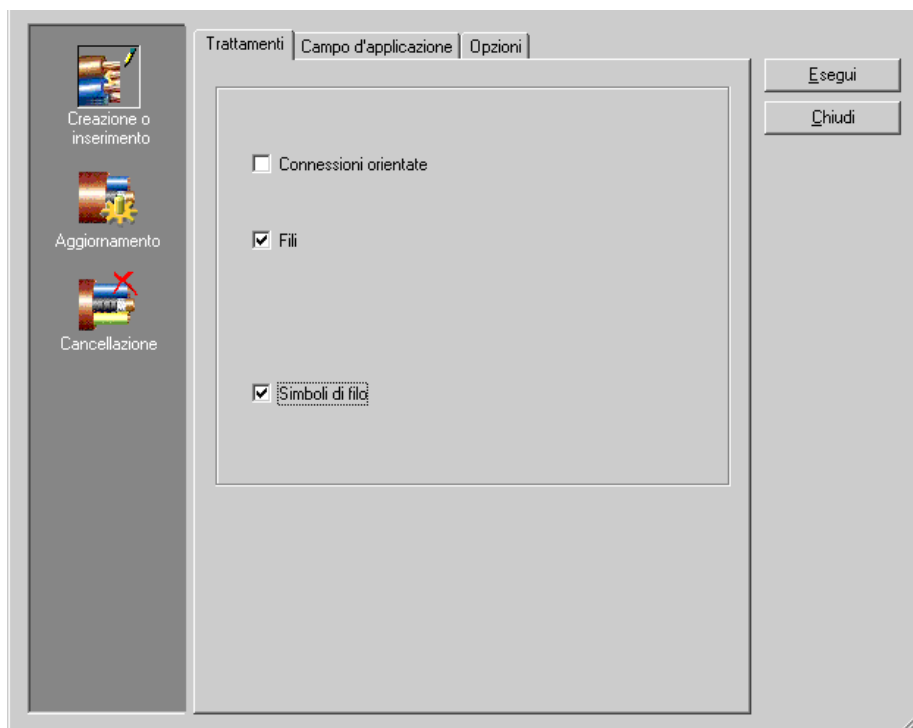 Creazione o
inserimento
Aggiornamento
Cancellazione
Trattamenti
Campo d'applicazione
Opzioni
Connessioni orientate
Fili
Simboli di filo
Esegui
Chiudi